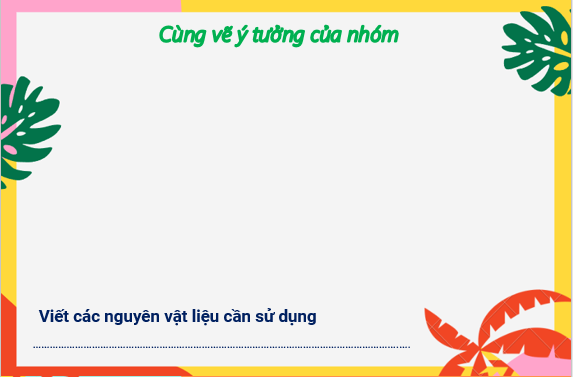 Cùng vẽ ý tưởng của nhóm
Viết các nguyên vật liệu cần sử dụng
..............................................................................................................